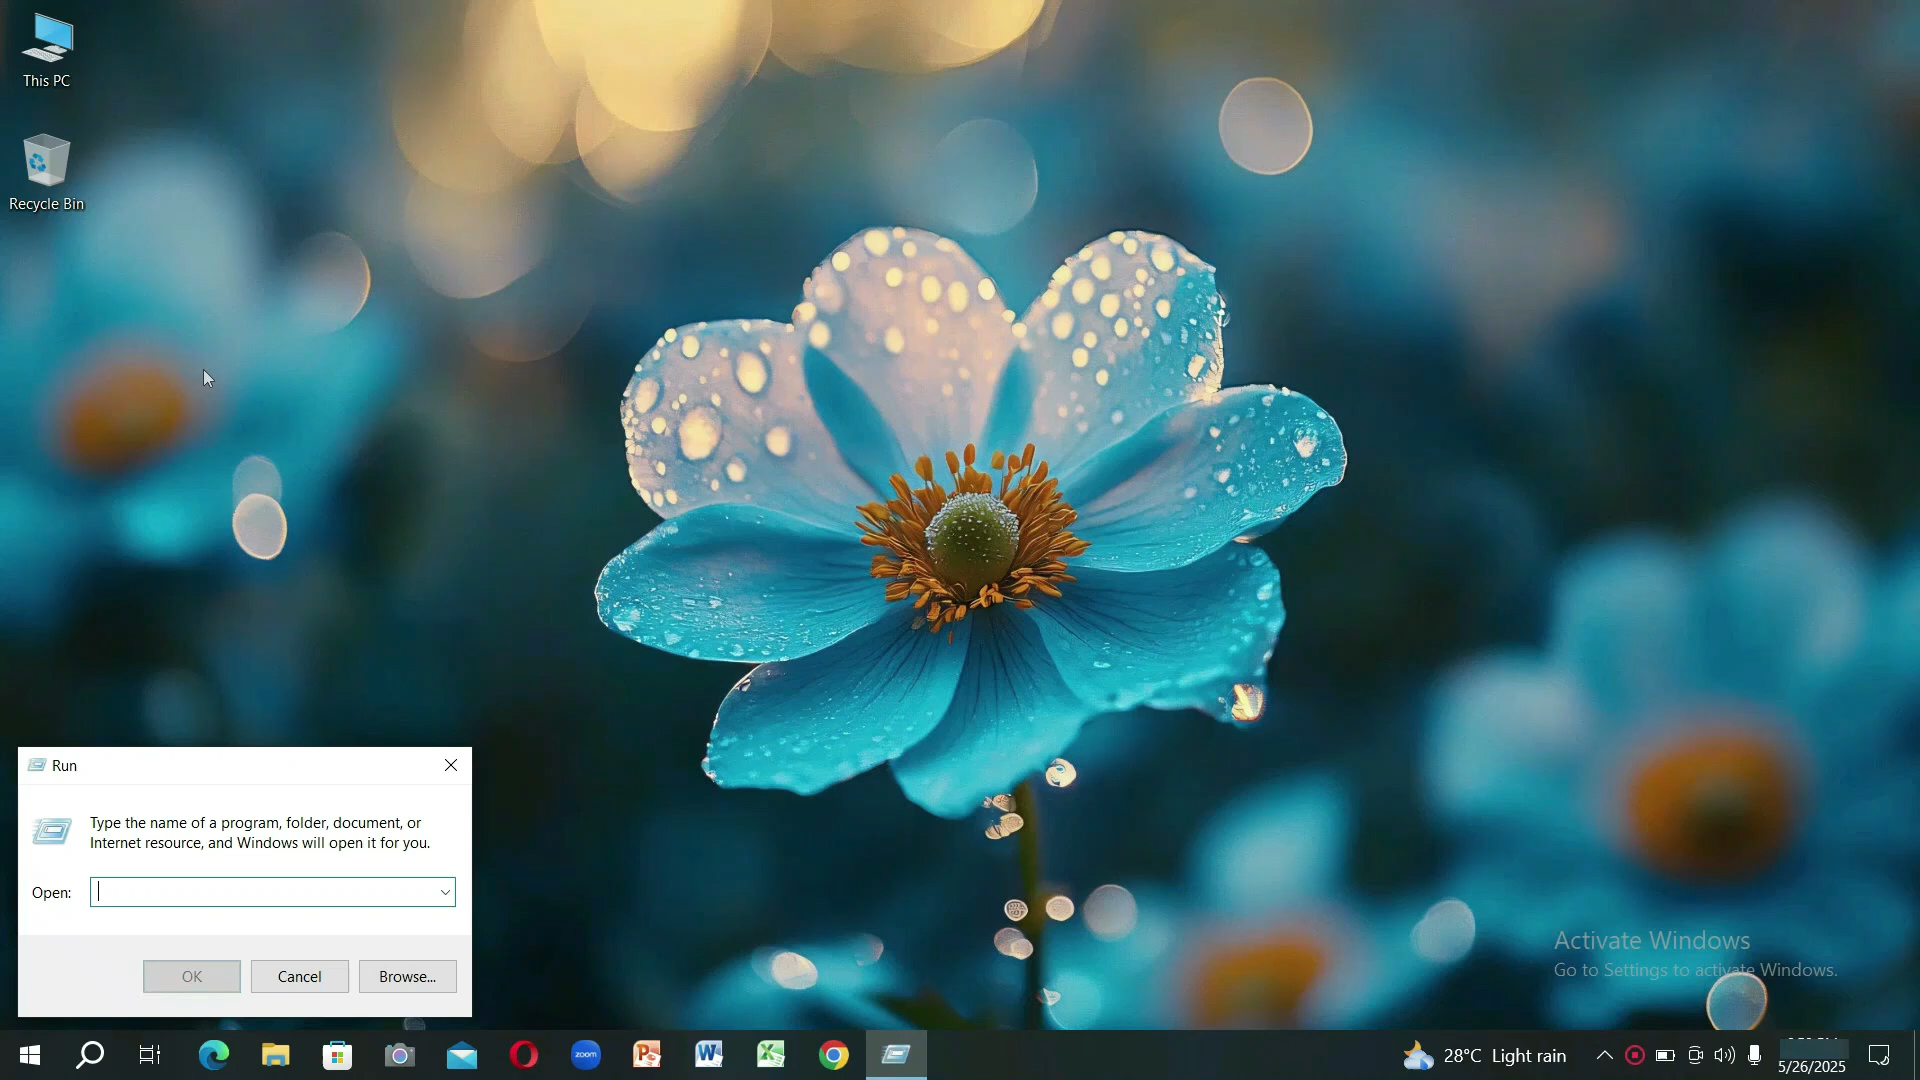 This PC
Recycle Bin
Run
Type the name of a program, folder, document, or
Internet resource, and Windows will open it for you.
Open:
OK
Cancel
Browse...
Activate Windows
Go to Settings to activate Windows.
zoom
28°C Light rain
5/26/2025